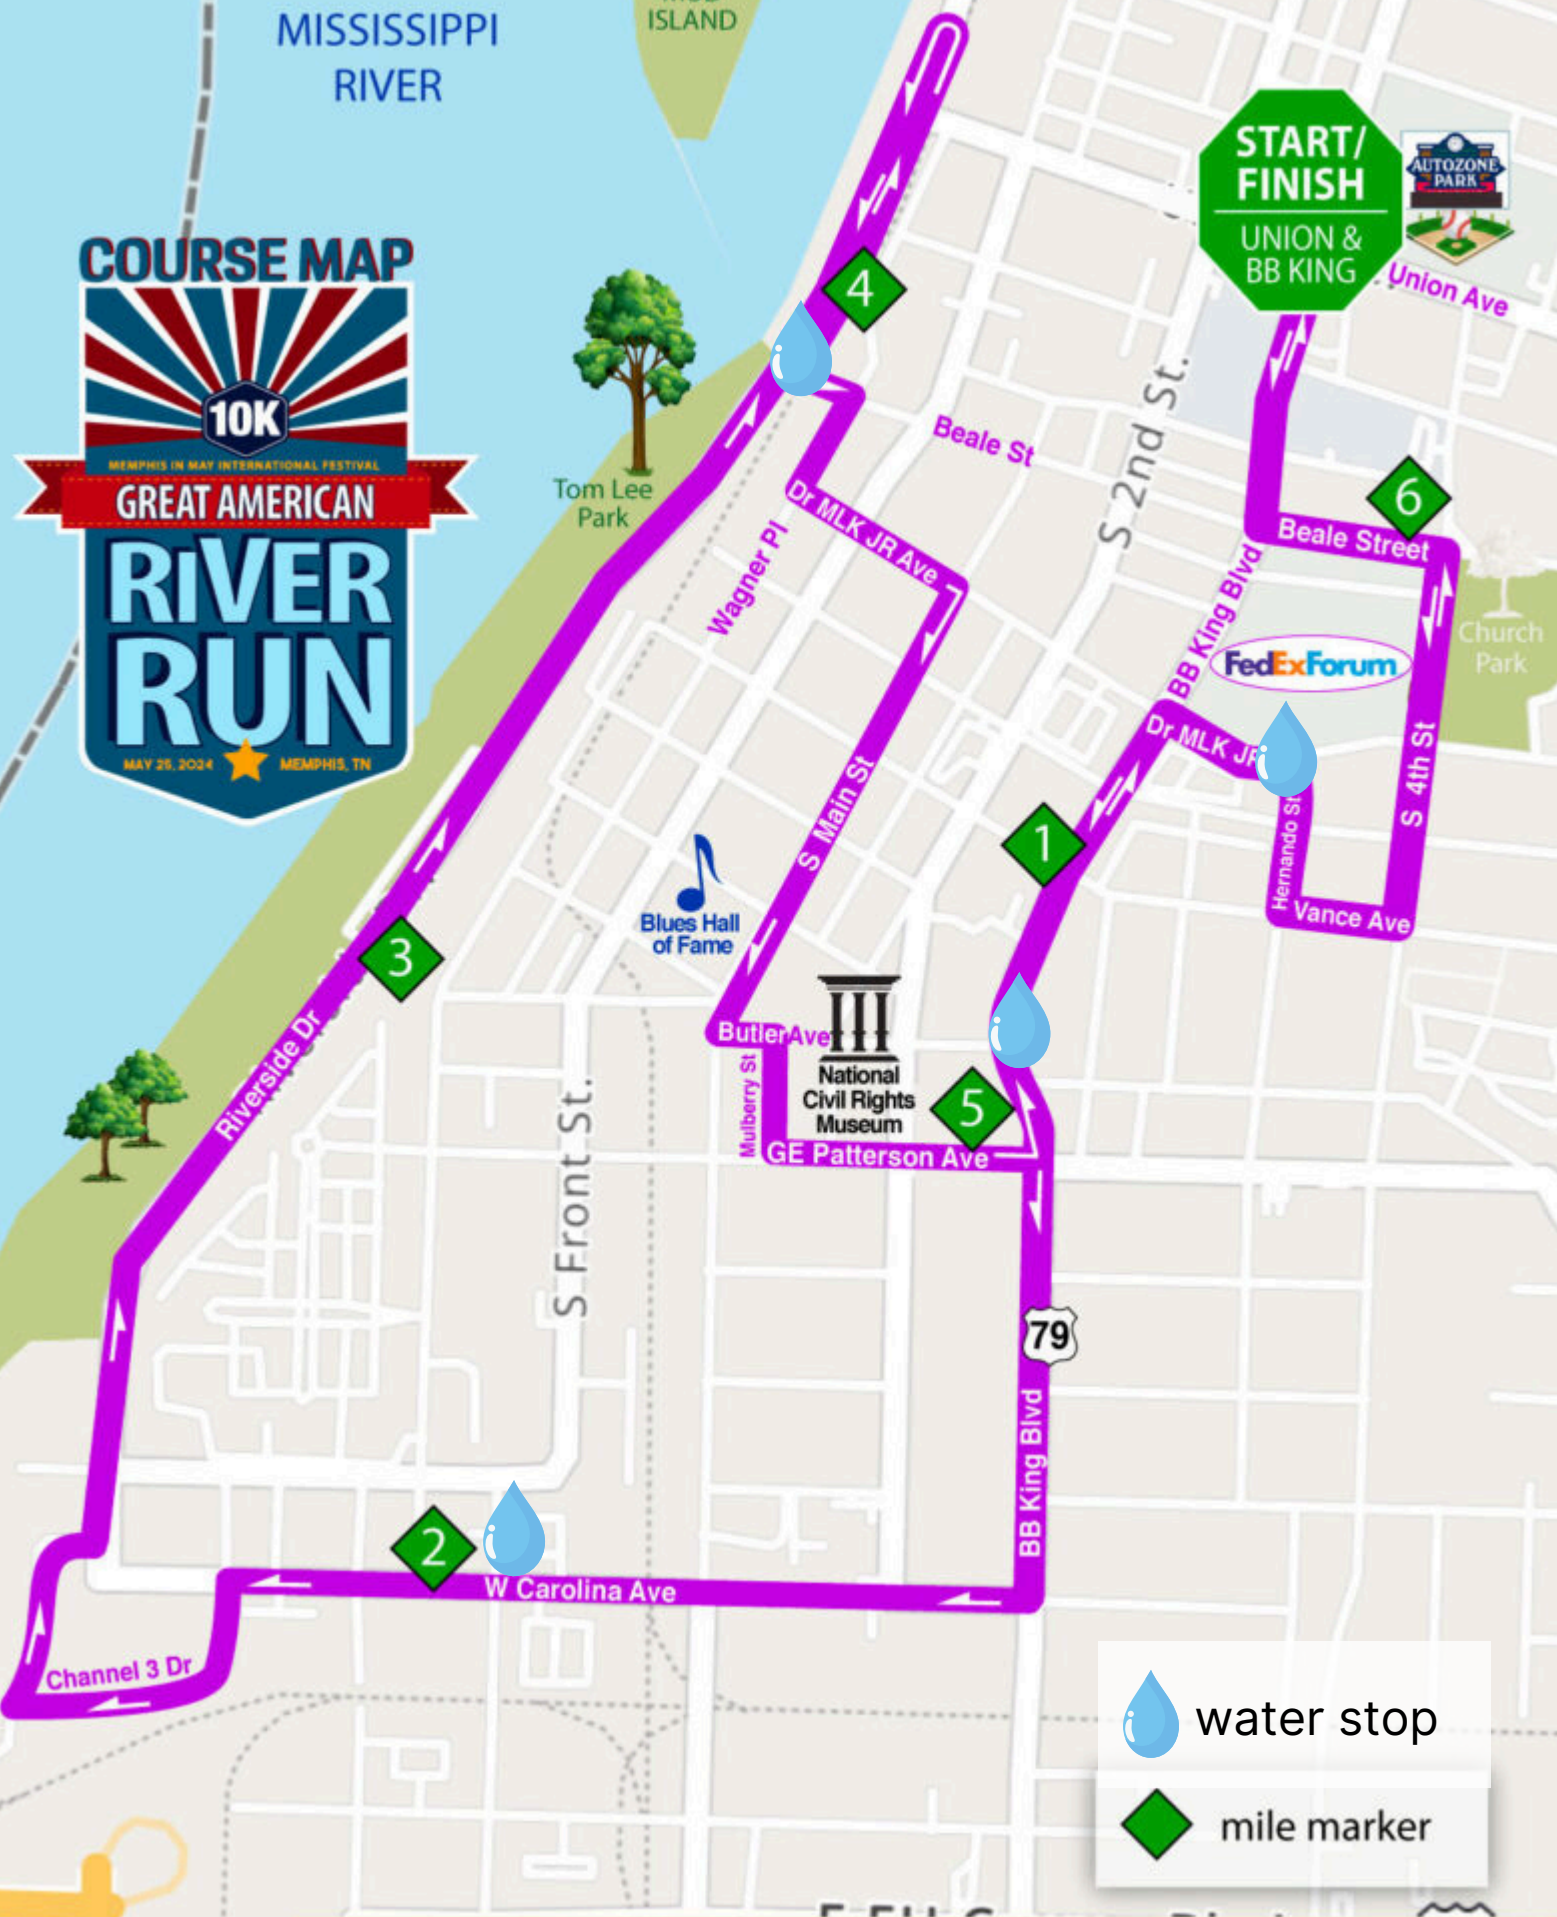 MISSISSIPPI
RIVER
ISLAND
START/
FINISH
UNION &
BB KING
AUTOZONE
PARK
Union Ave
COURSE MAP
10K
MEMPHIS IN MAY INTERNATIONAL FESTIVAL
GREAT AMERICAN
RIVER
RUN
MAY 25, 2024
MEMPHIS, TN
4
Tom Lee
Park
Beale St
S 2nd St.
6
Beale Street
Dr MLK JR Ave
Wagner Pl
BB King Blvd
Church
Park
FedExForum
Dr MLK JR
S 4th St
Hernando St
Vance Ave
1
S Main St
Blues Hall
of Fame
3
Riverside Dr
Butler Ave
Mulberry St
National
Civil Rights
Museum
5
GE Patterson Ave
S Front St.
79
BB King Blvd
2
W Carolina Ave
Channel 3 Dr
water stop
mile marker